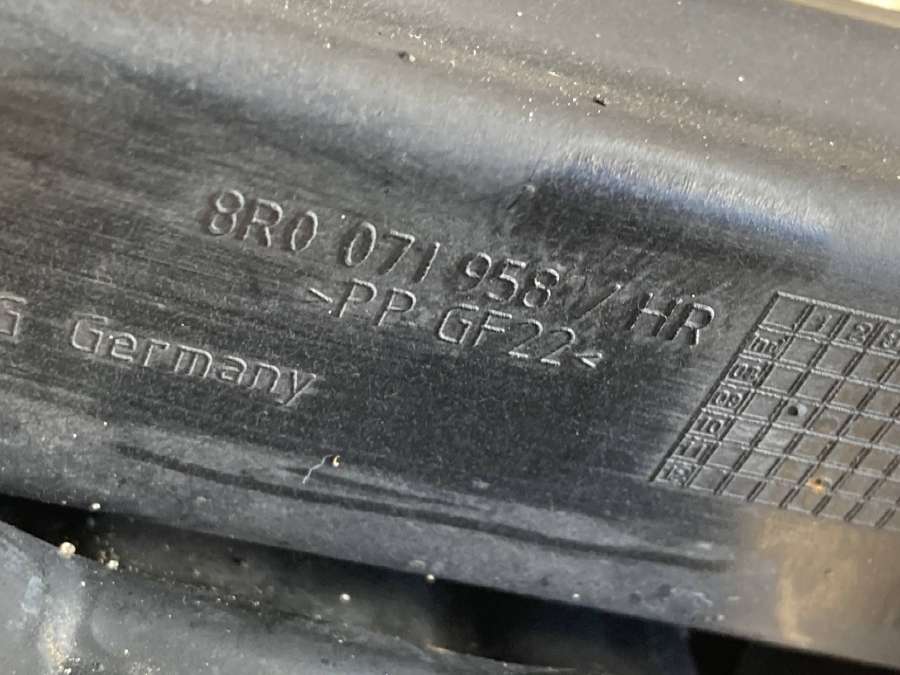 8R0 071 958 / HR
>PP GF22<
G Germany